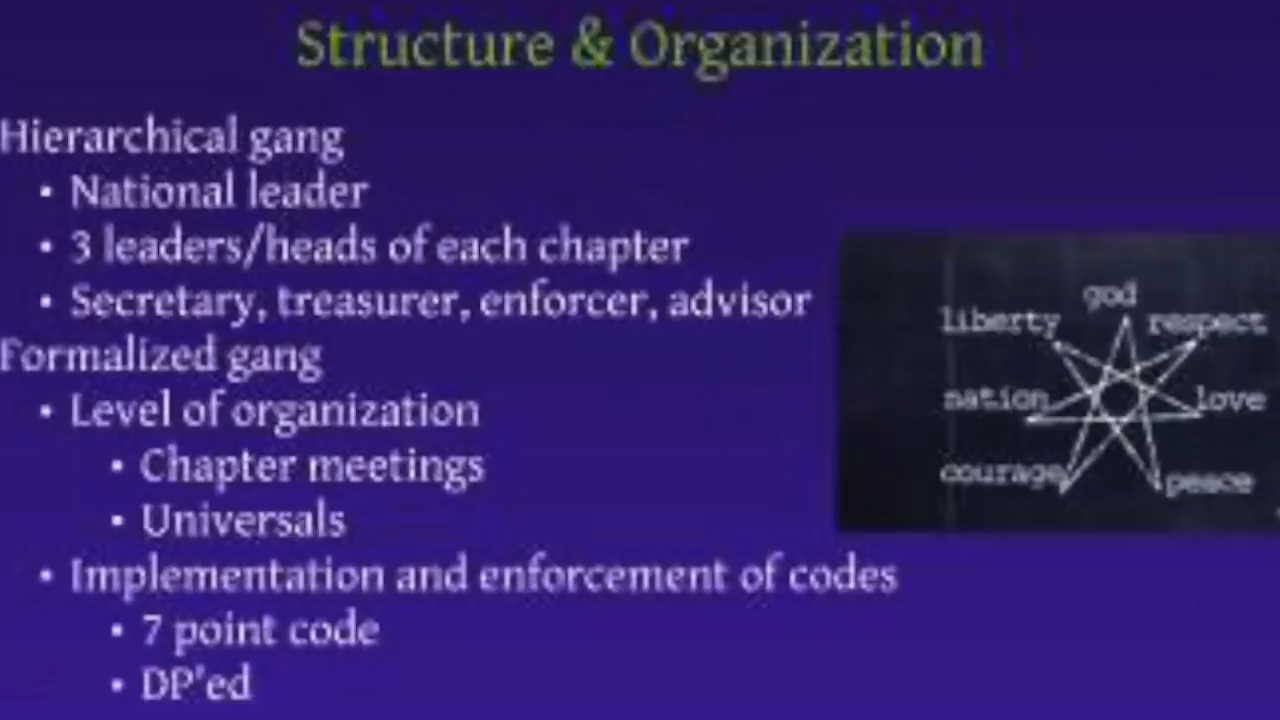 Structure & Organization
Hierarchical gang
• National leader
• 3 leaders/heads of each chapter
• Secretary, treasurer, enforcer, advisor
Formalized gang
• Level of organization
• Chapter meetings
• Universals
• Implementation and enforcement of codes
• 7 point code
• DP'ed
god
liberty
respect
nation
love
courage
peace